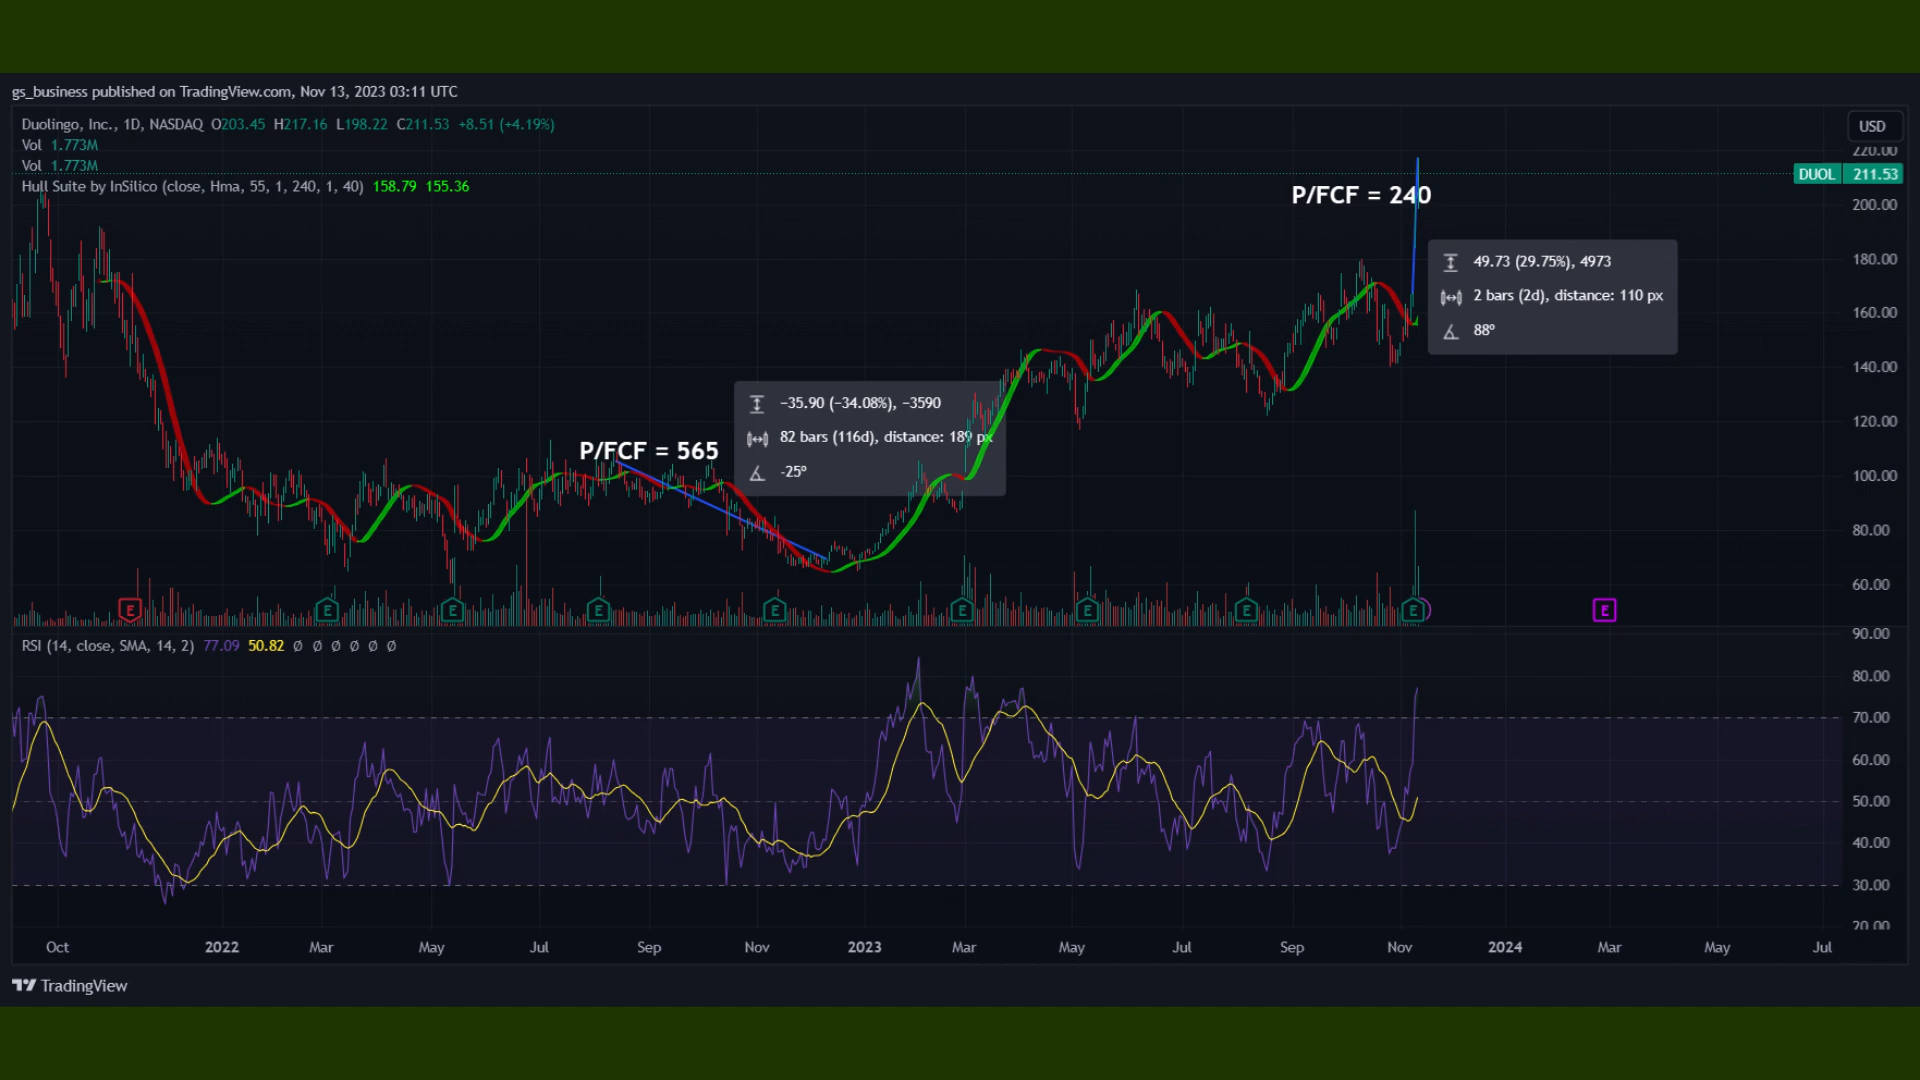 gs_business published on TradingView.com, Nov 13, 2023 03:11 UTC
Duolingo, Inc., 1D, NASDAQ O203.45 H217.16 L198.22 C211.53 +8.51 (+4.19%)
USD
Vol 1.773M
220.00
Vol 1.773M
DUOL 211.53
Hull Suite by InSilico (close, Hma, 55, 1, 240, 1, 40) 158.79 155.36
P/FCF = 240
200.00
180.00
49.73 (29.75%), 4973
2 bars (2d), distance: 110 px
160.00
88º
140.00
−35.90 (−34.08%), −3590
120.00
82 bars (116d), distance: 189 px
P/FCF = 565
-25º
100.00
80.00
60.00
E E E E E E E E E E
90.00
RSI (14, close, SMA, 14, 2) 77.09 50.82 Ø Ø Ø Ø Ø Ø
80.00
70.00
60.00
50.00
40.00
30.00
20.00
Oct 2022 Mar May Jul Sep Nov 2023 Mar May Jul Sep Nov 2024 Mar May Jul
TradingView